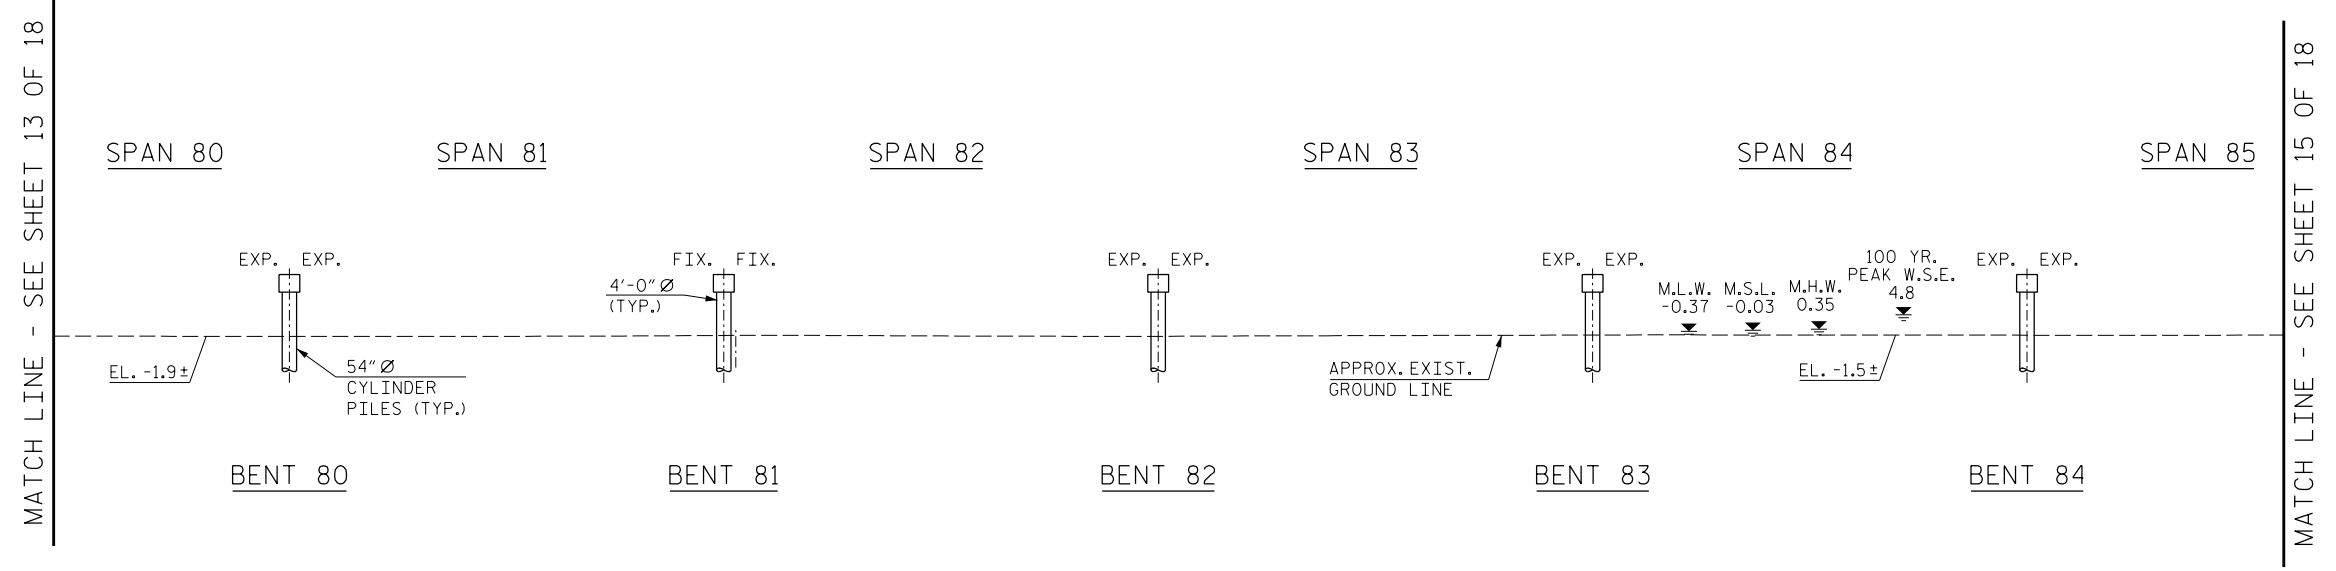 MATCH LINE - SEE SHEET 13 OF 18
SPAN 80
SPAN 81
SPAN 82
SPAN 83
SPAN 84
SPAN 85
EXP. EXP.
FIX. FIX.
EXP. EXP.
EXP. EXP.
EXP. EXP.
4'-0" Ø
(TYP.)
M.L.W.
-0.37
M.S.L.
-0.03
M.H.W.
0.35
100 YR.
PEAK W.S.E.
4.8
EL. -1.9±
54" Ø
CYLINDER
PILES (TYP.)
APPROX. EXIST.
GROUND LINE
EL. -1.5±
BENT 80
BENT 81
BENT 82
BENT 83
BENT 84
MATCH LINE - SEE SHEET 15 OF 18